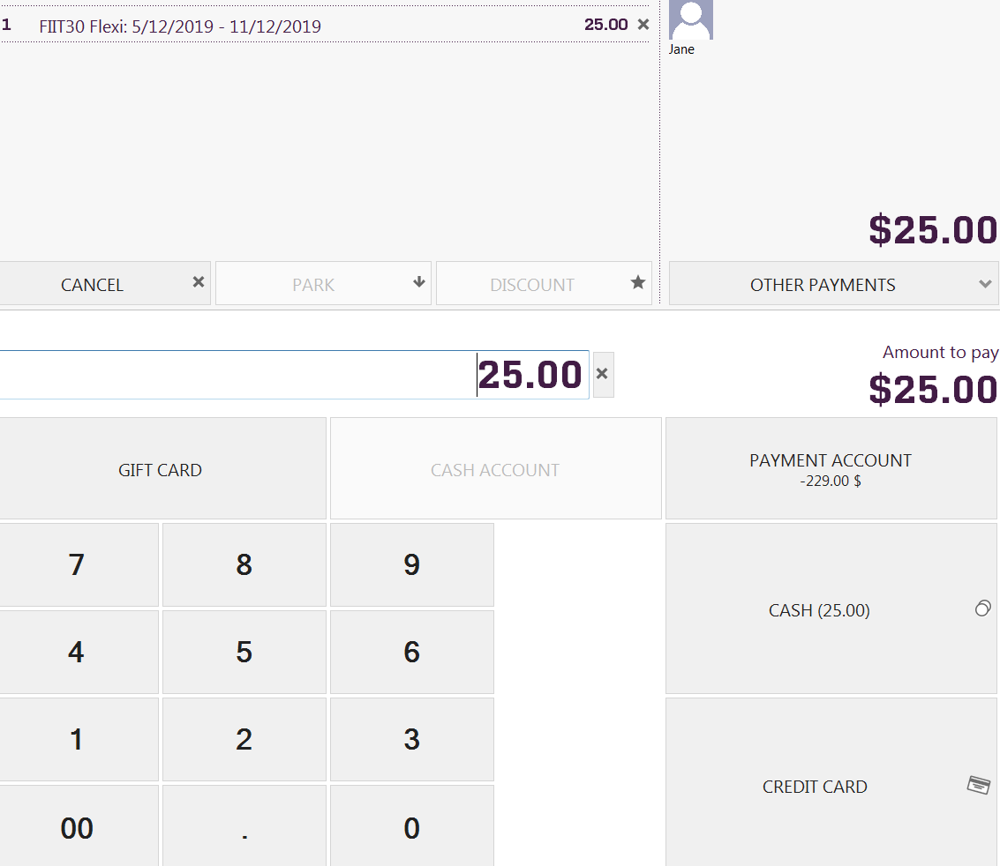 1 FIIT30 Flexi: 5/12/2019 - 11/12/2019 25.00
Jane
$25.00
CANCEL PARK DISCOUNT OTHER PAYMENTS
Amount to pay
25.00 $25.00
GIFT CARD CASH ACCOUNT PAYMENT ACCOUNT
-229.00 $
7 8 9
CASH (25.00)
4 5 6
1 2 3
CREDIT CARD
00 . 0